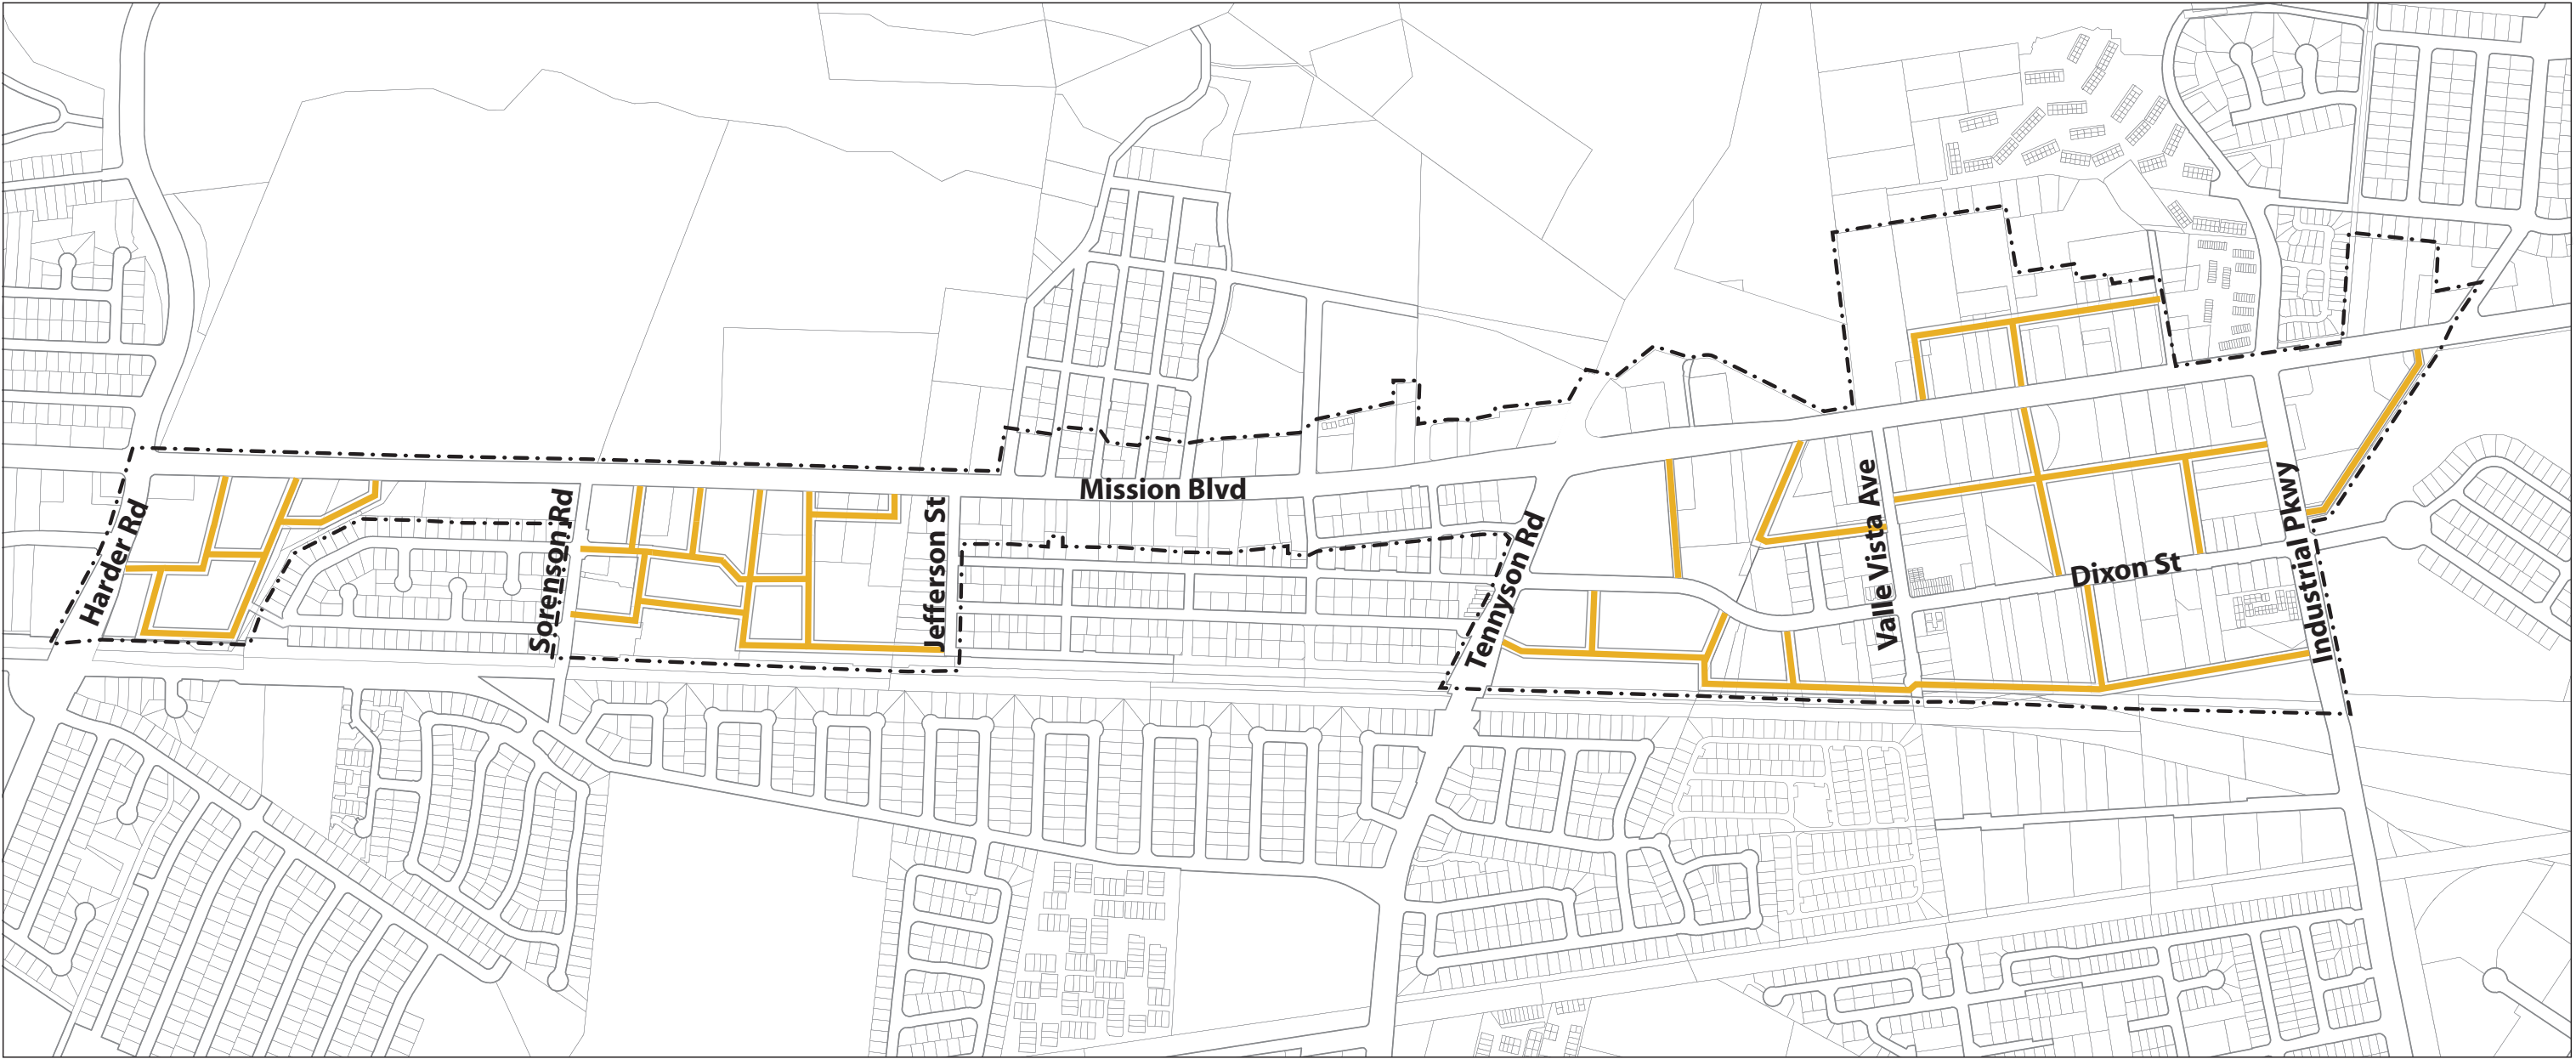 Harder Rd
Sorenson Rd
Jefferson St
Mission Blvd
Tennyson Rd
Valle Vista Ave
Dixon St
Industrial Pkwy